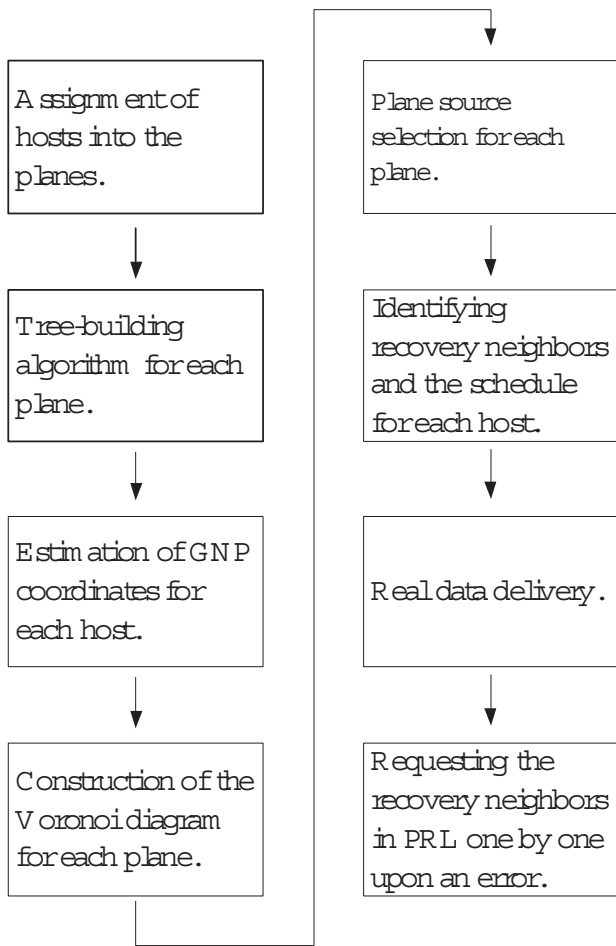 Assignment of
hosts into the
planes.
Tree-building
algorithm for each
plane.
Estimation of GNP
coordinates for
each host.
Construction of the
Voronoi diagram
for each plane.
Plane source
selection for each
plane.
Identifying
recovery neighbors
and the schedule
for each host.
Real data delivery.
Requesting the
recovery neighbors
in PRL one by one
upon an error.